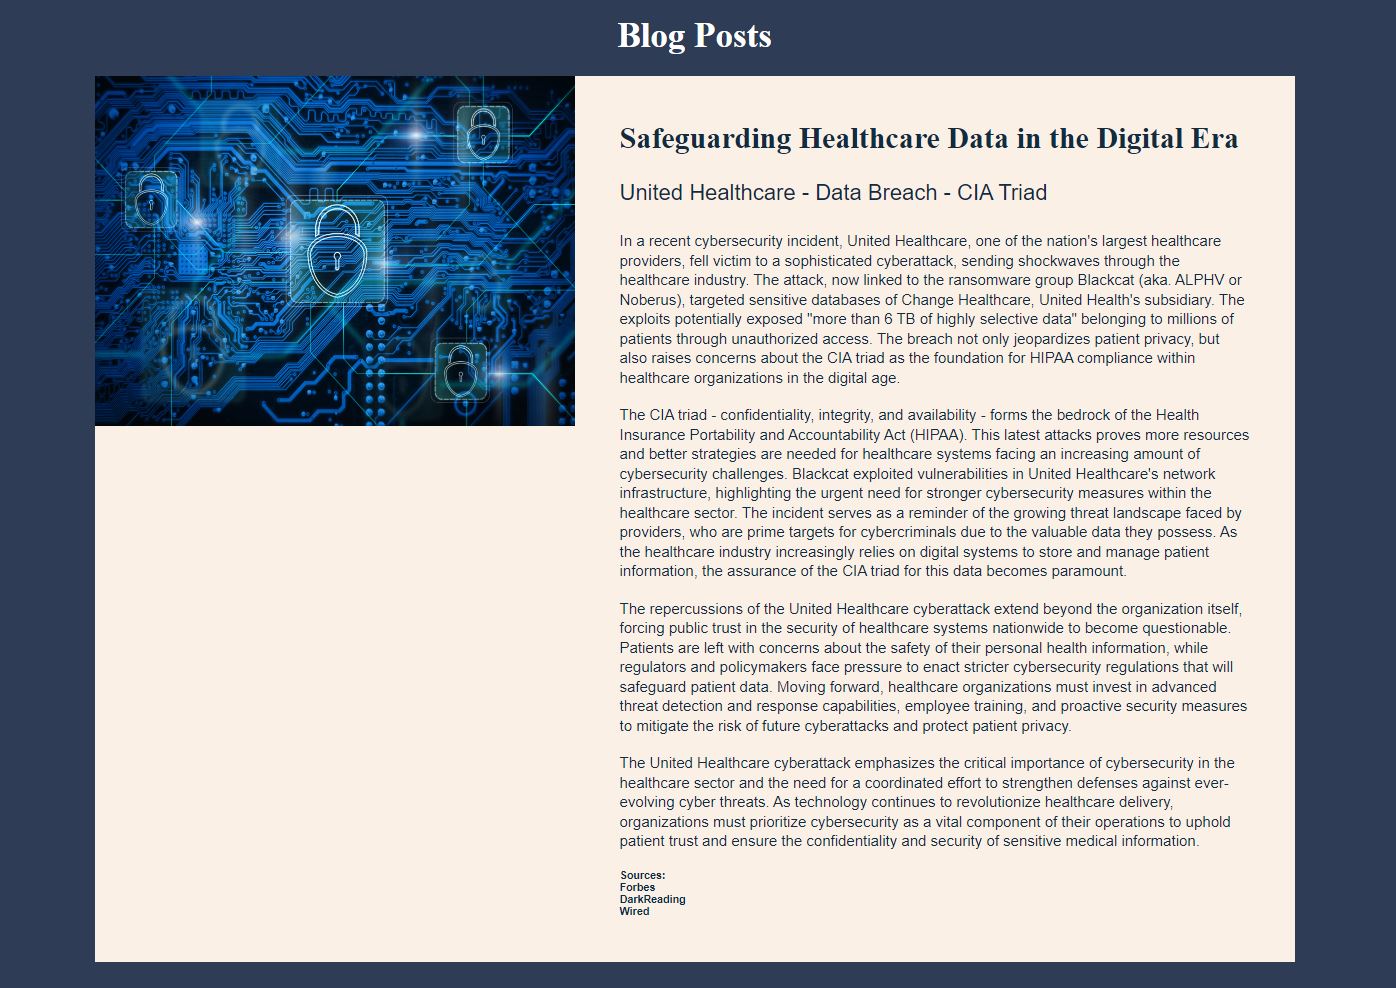 Blog Posts
Safeguarding Healthcare Data in the Digital Era
United Healthcare - Data Breach - CIA Triad
In a recent cybersecurity incident, United Healthcare, one of the nation's largest healthcare
providers, fell victim to a sophisticated cyberattack, sending shockwaves through the
healthcare industry. The attack, now linked to the ransomware group Blackcat (aka. ALPHV or
Noberus), targeted sensitive databases of Change Healthcare, United Health's subsidiary. The
exploits potentially exposed "more than 6 TB of highly selective data" belonging to millions of
patients through unauthorized access. The breach not only jeopardizes patient privacy, but
also raises concerns about the CIA triad as the foundation for HIPAA compliance within
healthcare organizations in the digital age.
The CIA triad - confidentiality, integrity, and availability - forms the bedrock of the Health
Insurance Portability and Accountability Act (HIPAA). This latest attacks proves more resources
and better strategies are needed for healthcare systems facing an increasing amount of
cybersecurity challenges. Blackcat exploited vulnerabilities in United Healthcare's network
infrastructure, highlighting the urgent need for stronger cybersecurity measures within the
healthcare sector. The incident serves as a reminder of the growing threat landscape faced by
providers, who are prime targets for cybercriminals due to the valuable data they possess. As
the healthcare industry increasingly relies on digital systems to store and manage patient
information, the assurance of the CIA triad for this data becomes paramount.
The repercussions of the United Healthcare cyberattack extend beyond the organization itself,
forcing public trust in the security of healthcare systems nationwide to become questionable.
Patients are left with concerns about the safety of their personal health information, while
regulators and policymakers face pressure to enact stricter cybersecurity regulations that will
safeguard patient data. Moving forward, healthcare organizations must invest in advanced
threat detection and response capabilities, employee training, and proactive security measures
to mitigate the risk of future cyberattacks and protect patient privacy.
The United Healthcare cyberattack emphasizes the critical importance of cybersecurity in the
healthcare sector and the need for a coordinated effort to strengthen defenses against ever-
evolving cyber threats. As technology continues to revolutionize healthcare delivery,
organizations must prioritize cybersecurity as a vital component of their operations to uphold
patient trust and ensure the confidentiality and security of sensitive medical information.
Sources:
Forbes
DarkReading
Wired